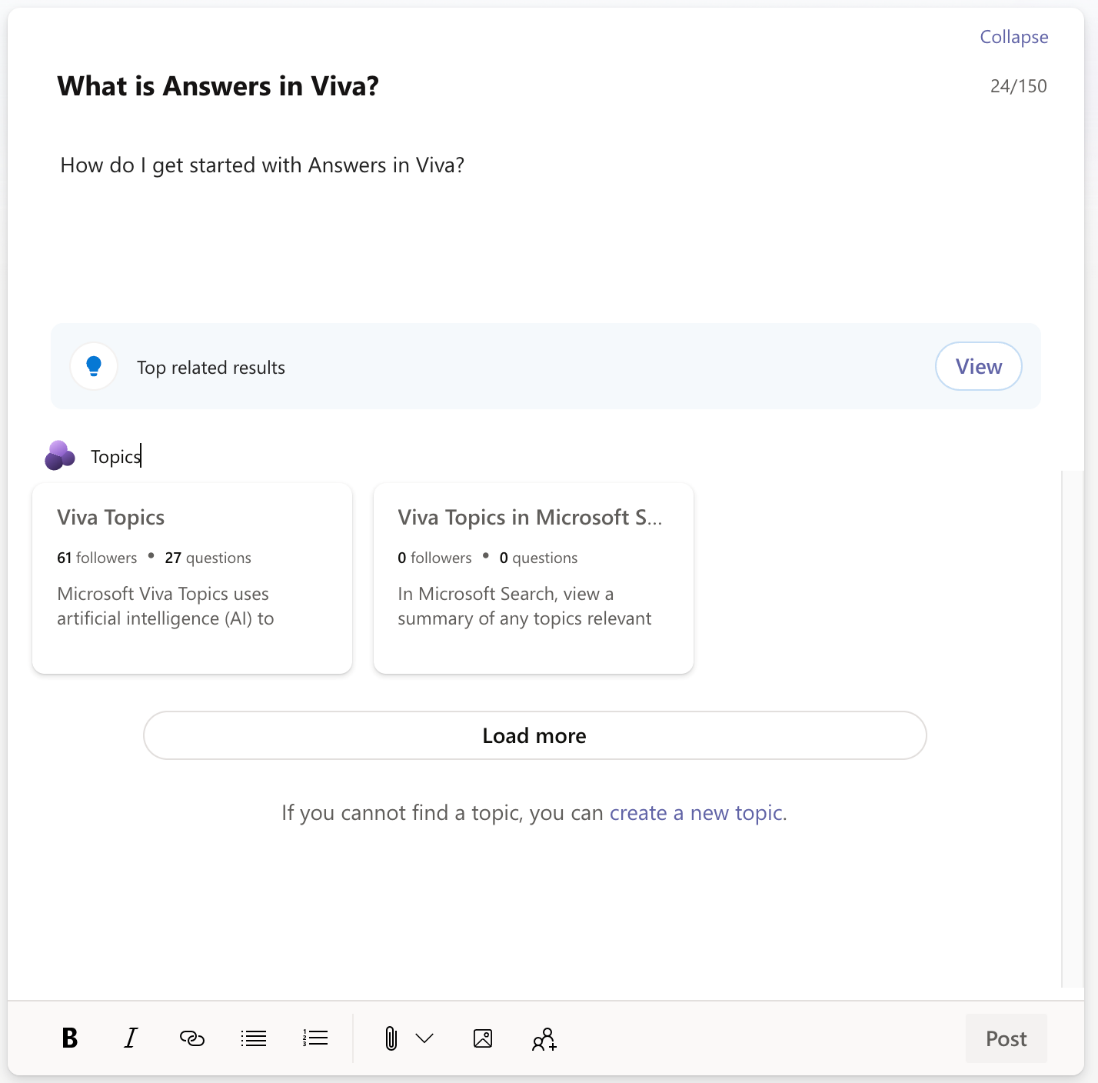 Collapse
What is Answers in Viva?
24/150
How do I get started with Answers in Viva?
Top related results
View
Topics
Viva Topics
61 followers • 27 questions
Microsoft Viva Topics uses
artificial intelligence (AI) to
Viva Topics in Microsoft S...
0 followers • 0 questions
In Microsoft Search, view a
summary of any topics relevant
Load more
If you cannot find a topic, you can create a new topic.
B I
Post